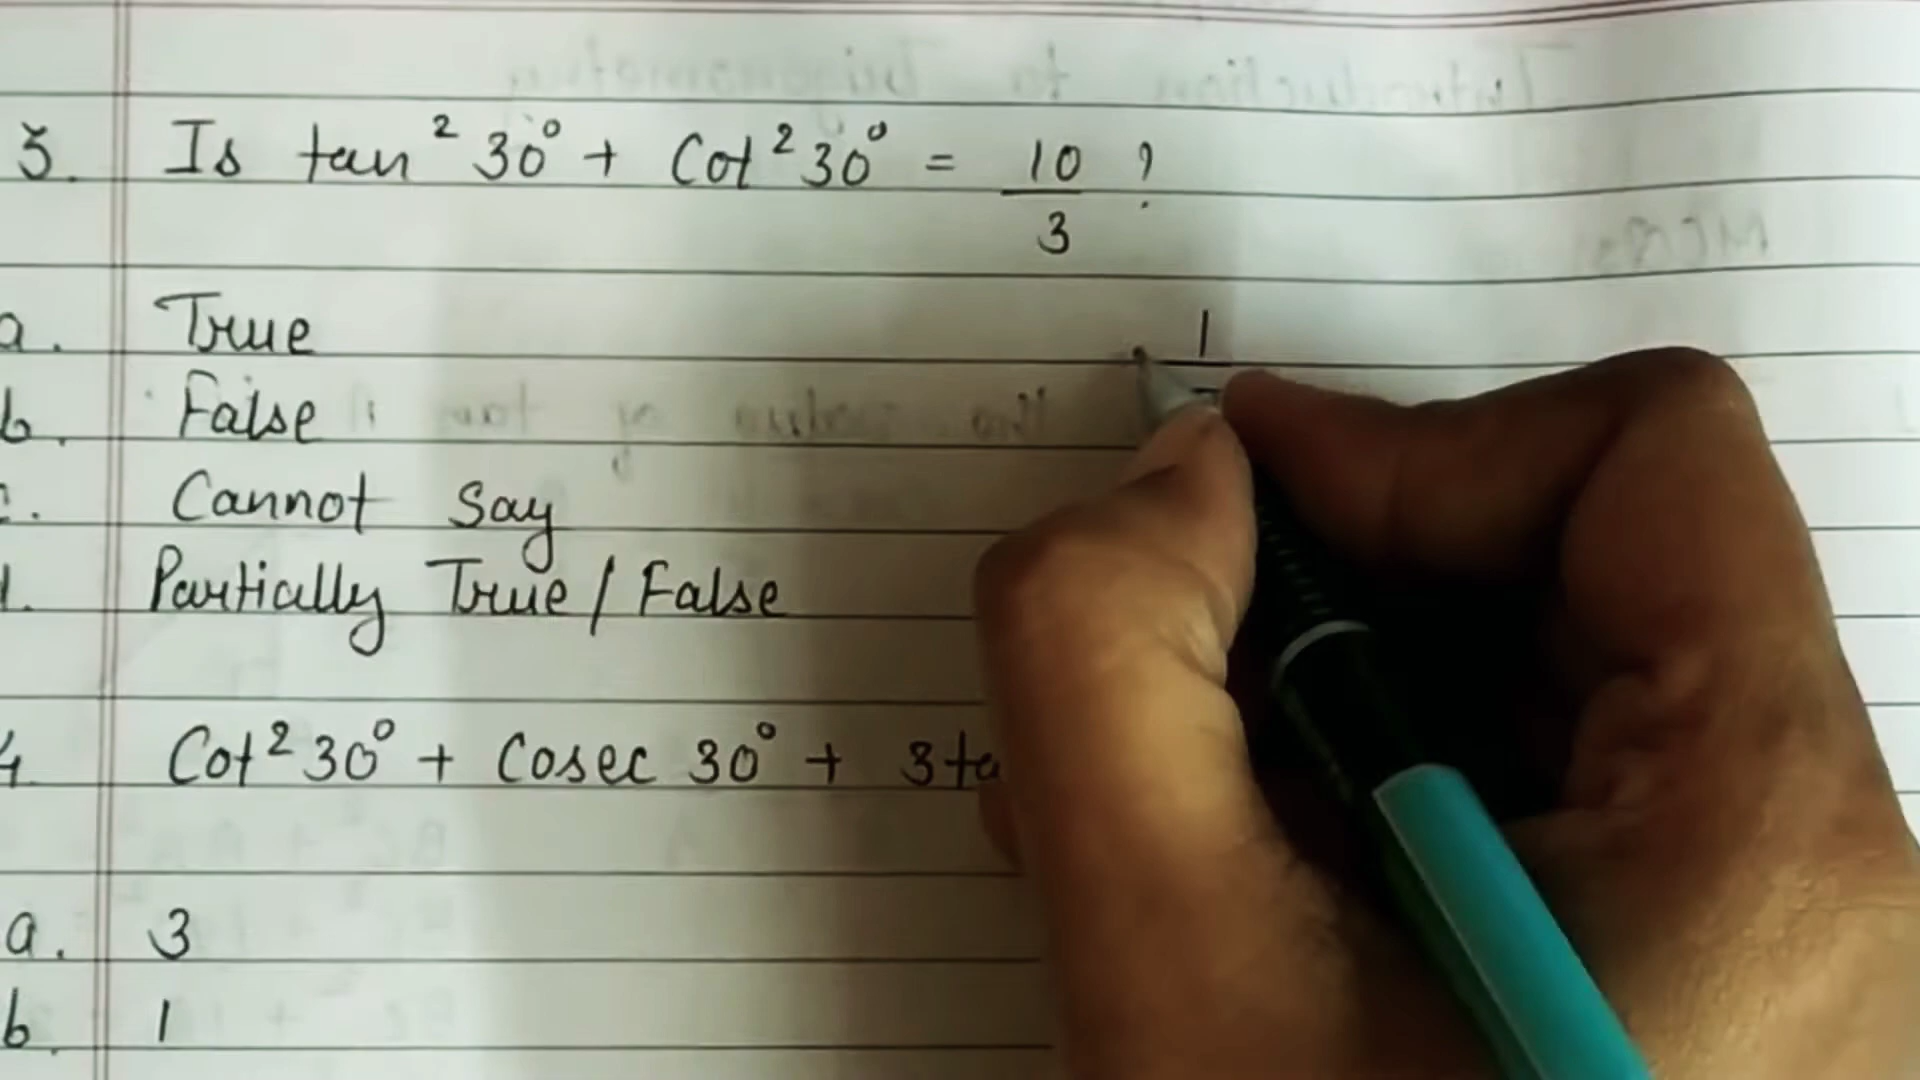 3. Is tan² 30° + Cot² 30° = 10/3 ?
a. True
1
b. False
c. Cannot Say
d. Partially True / False
4. Cot² 30° + Cosec 30° + 3ta
a. 3
b. 1